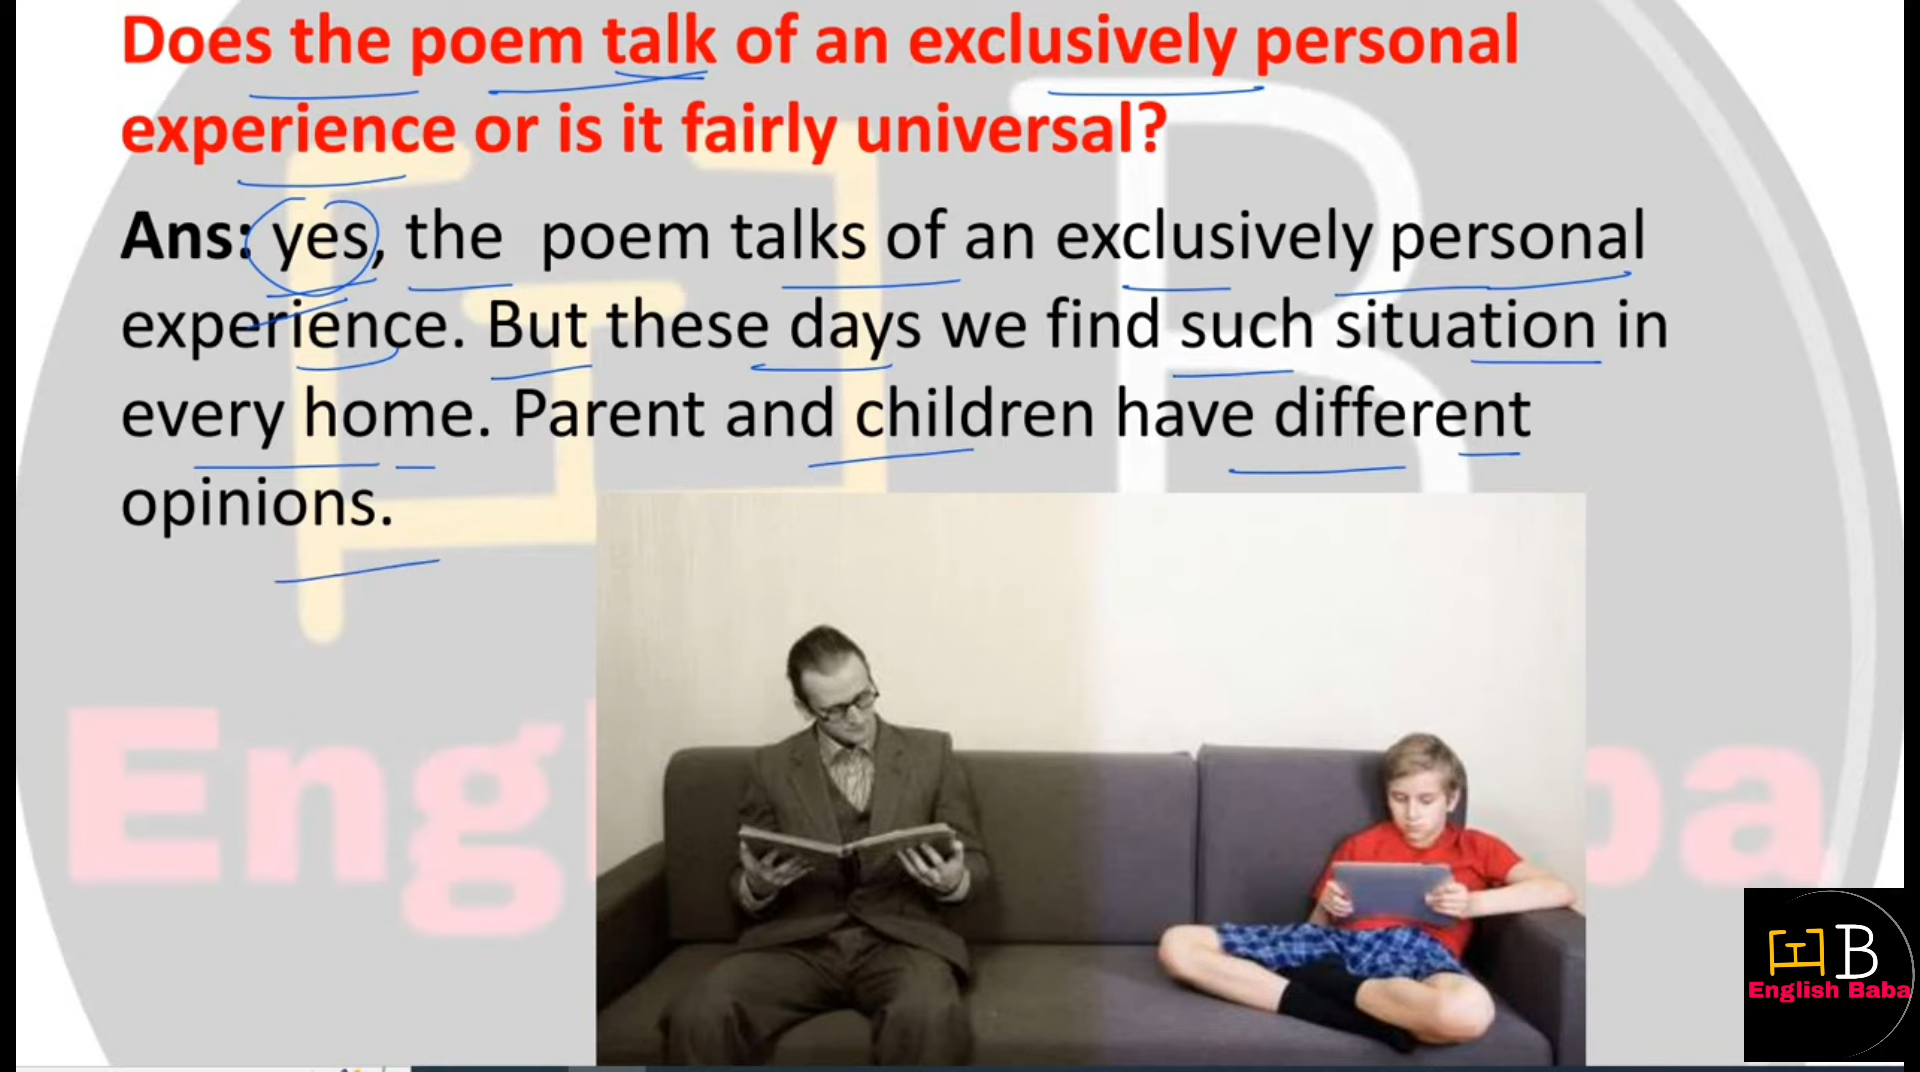 Does the poem talk of an exclusively personal
experience or is it fairly universal?
Ans: yes, the poem talks of an exclusively personal
experience. But these days we find such situation in
every home. Parent and children have different
opinions.
EB
English Baba